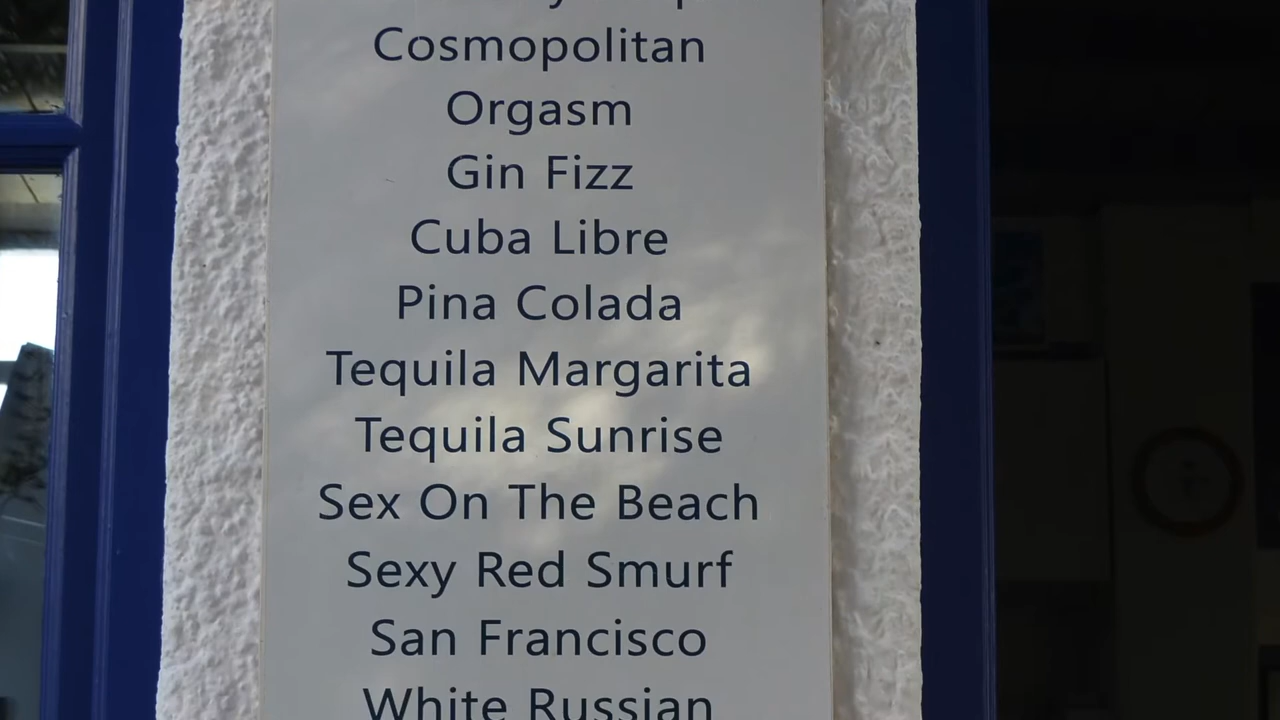 Cosmopolitan
Orgasm
Gin Fizz
Cuba Libre
Pina Colada
Tequila Margarita
Tequila Sunrise
Sex On The Beach
Sexy Red Smurf
San Francisco
White Russian